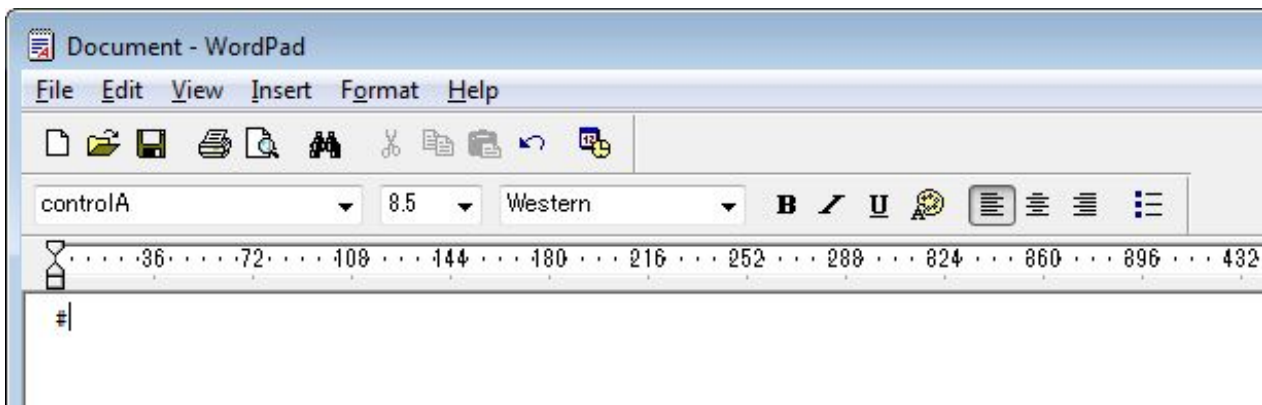 Document - WordPad
File Edit View Insert Format Help
controlA 8.5 Western B I U
36 72 108 144 180 216 252 288 324 360 396 432
#